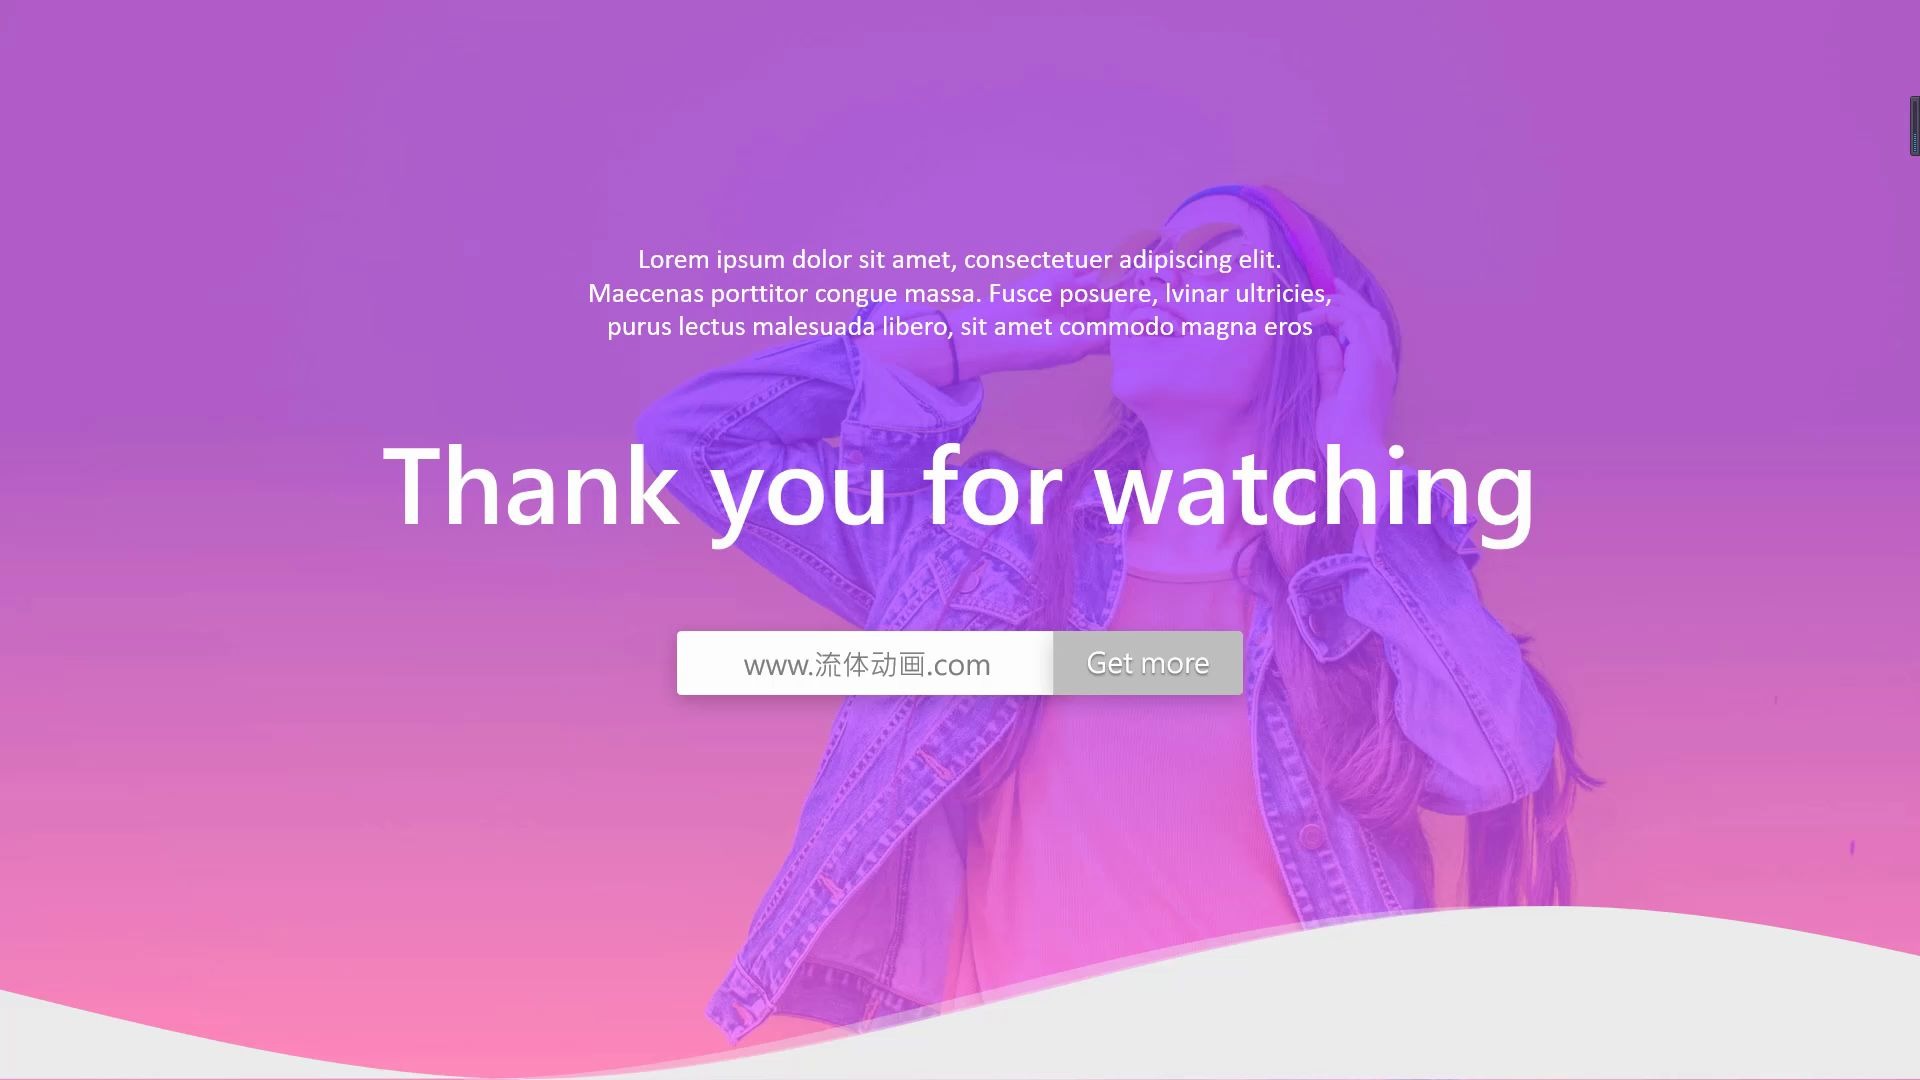 Lorem ipsum dolor sit amet, consectetuer adipiscing elit.
Maecenas porttitor congue massa. Fusce posuere, lvinar ultricies,
purus lectus malesuada libero, sit amet commodo magna eros
Thank you for watching
www.流体动画.com
Get more